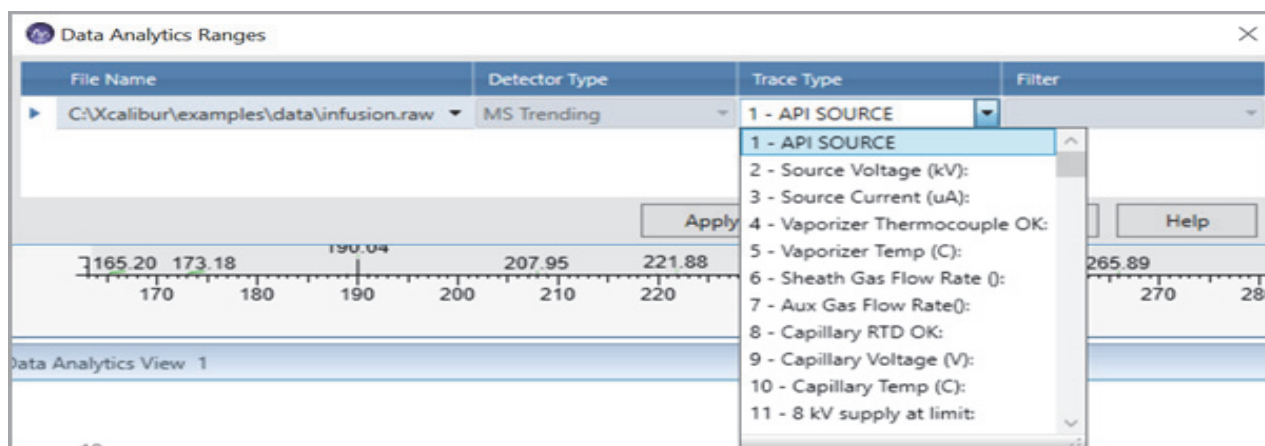 Data Analytics Ranges
File Name Detector Type Trace Type Filter
C:\Xcalibur\examples\data\infusion.raw MS Trending 1 - API SOURCE
1 - API SOURCE
2 - Source Voltage (kV):
3 - Source Current (uA):
4 - Vaporizer Thermocouple OK:
5 - Vaporizer Temp (C):
6 - Sheath Gas Flow Rate ():
7 - Aux Gas Flow Rate():
8 - Capillary RTD OK:
9 - Capillary Voltage (V):
10 - Capillary Temp (C):
11 - 8 kV supply at limit:
Apply Help
190.04
165.20 173.18 207.95 221.88 265.89
170 180 190 200 210 220 270 28
Data Analytics View 1